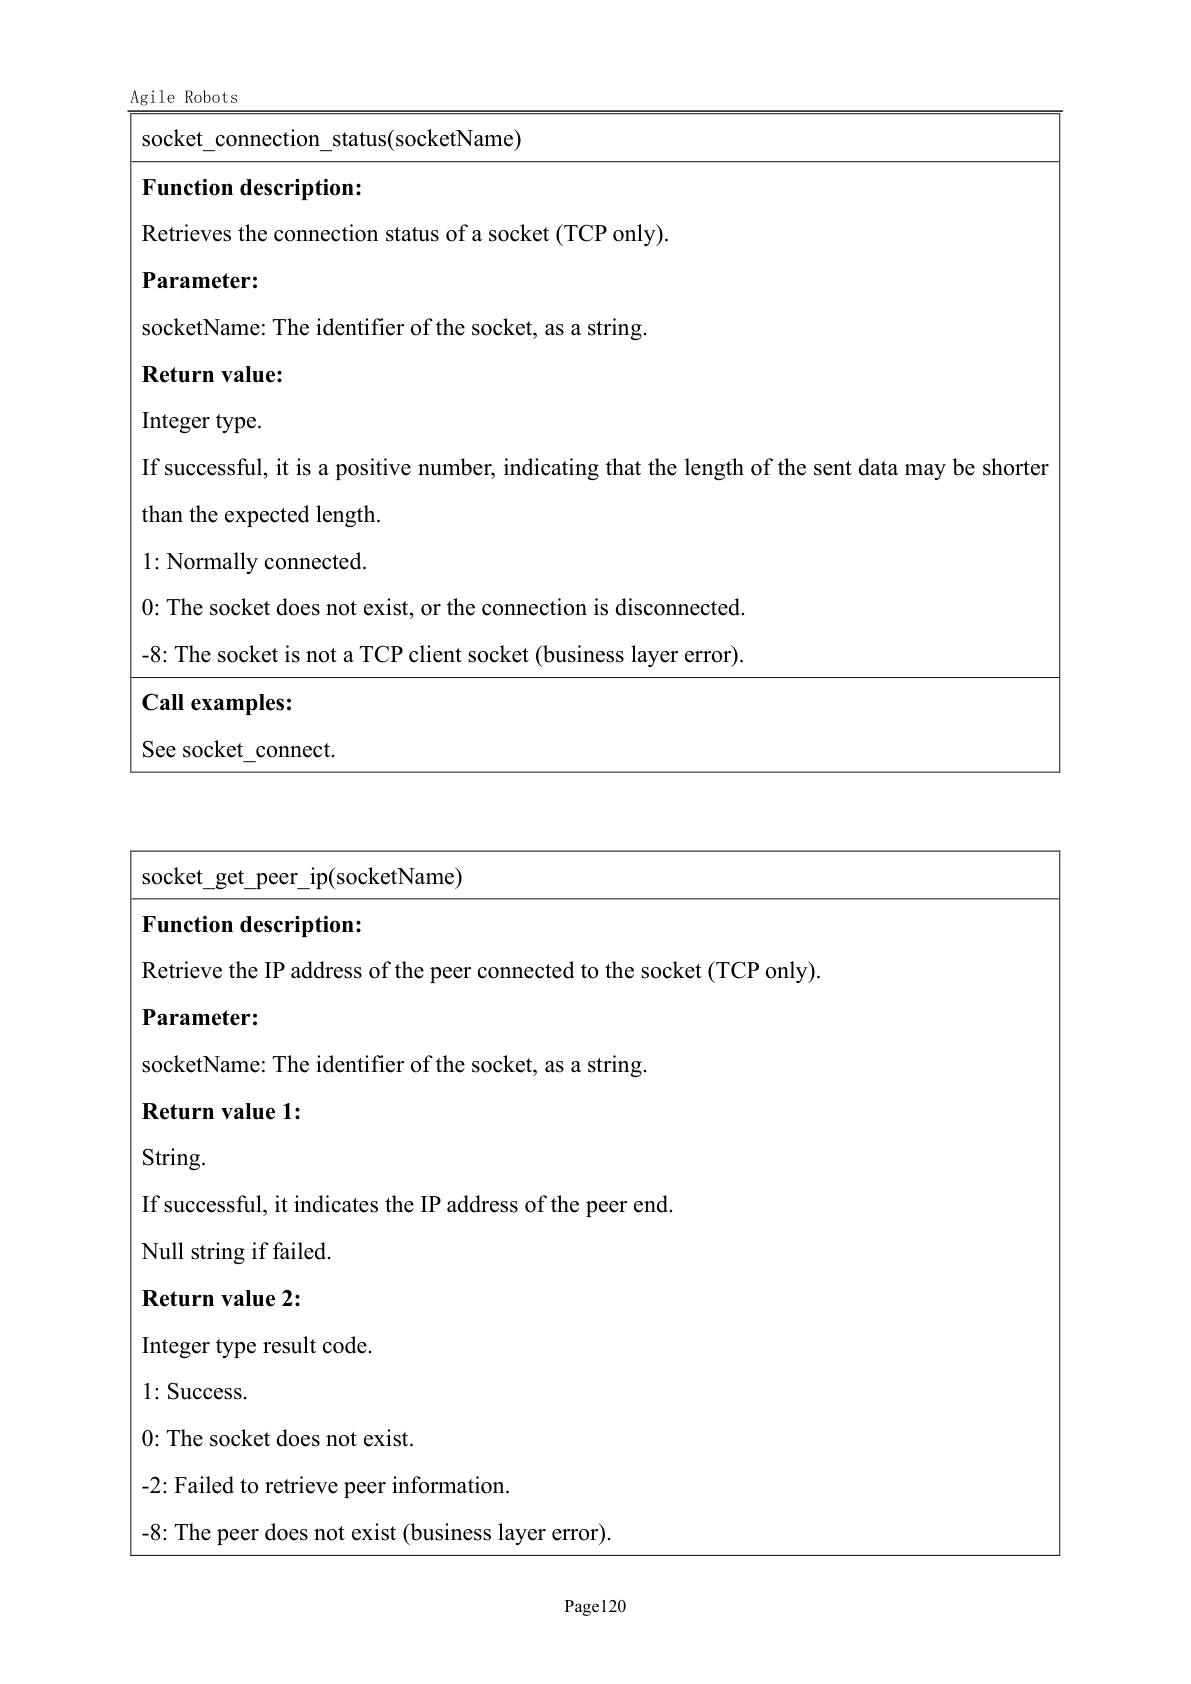 Agile Robots
socket_connection_status(socketName)
Function description:
Retrieves the connection status of a socket (TCP only).
Parameter:
socketName: The identifier of the socket, as a string.
Return value:
Integer type.
If successful, it is a positive number, indicating that the length of the sent data may be shorter
than the expected length.
1: Normally connected.
0: The socket does not exist, or the connection is disconnected.
-8: The socket is not a TCP client socket (business layer error).
Call examples:
See socket_connect.
socket_get_peer_ip(socketName)
Function description:
Retrieve the IP address of the peer connected to the socket (TCP only).
Parameter:
socketName: The identifier of the socket, as a string.
Return value 1:
String.
If successful, it indicates the IP address of the peer end.
Null string if failed.
Return value 2:
Integer type result code.
1: Success.
0: The socket does not exist.
-2: Failed to retrieve peer information.
-8: The peer does not exist (business layer error).
Page120